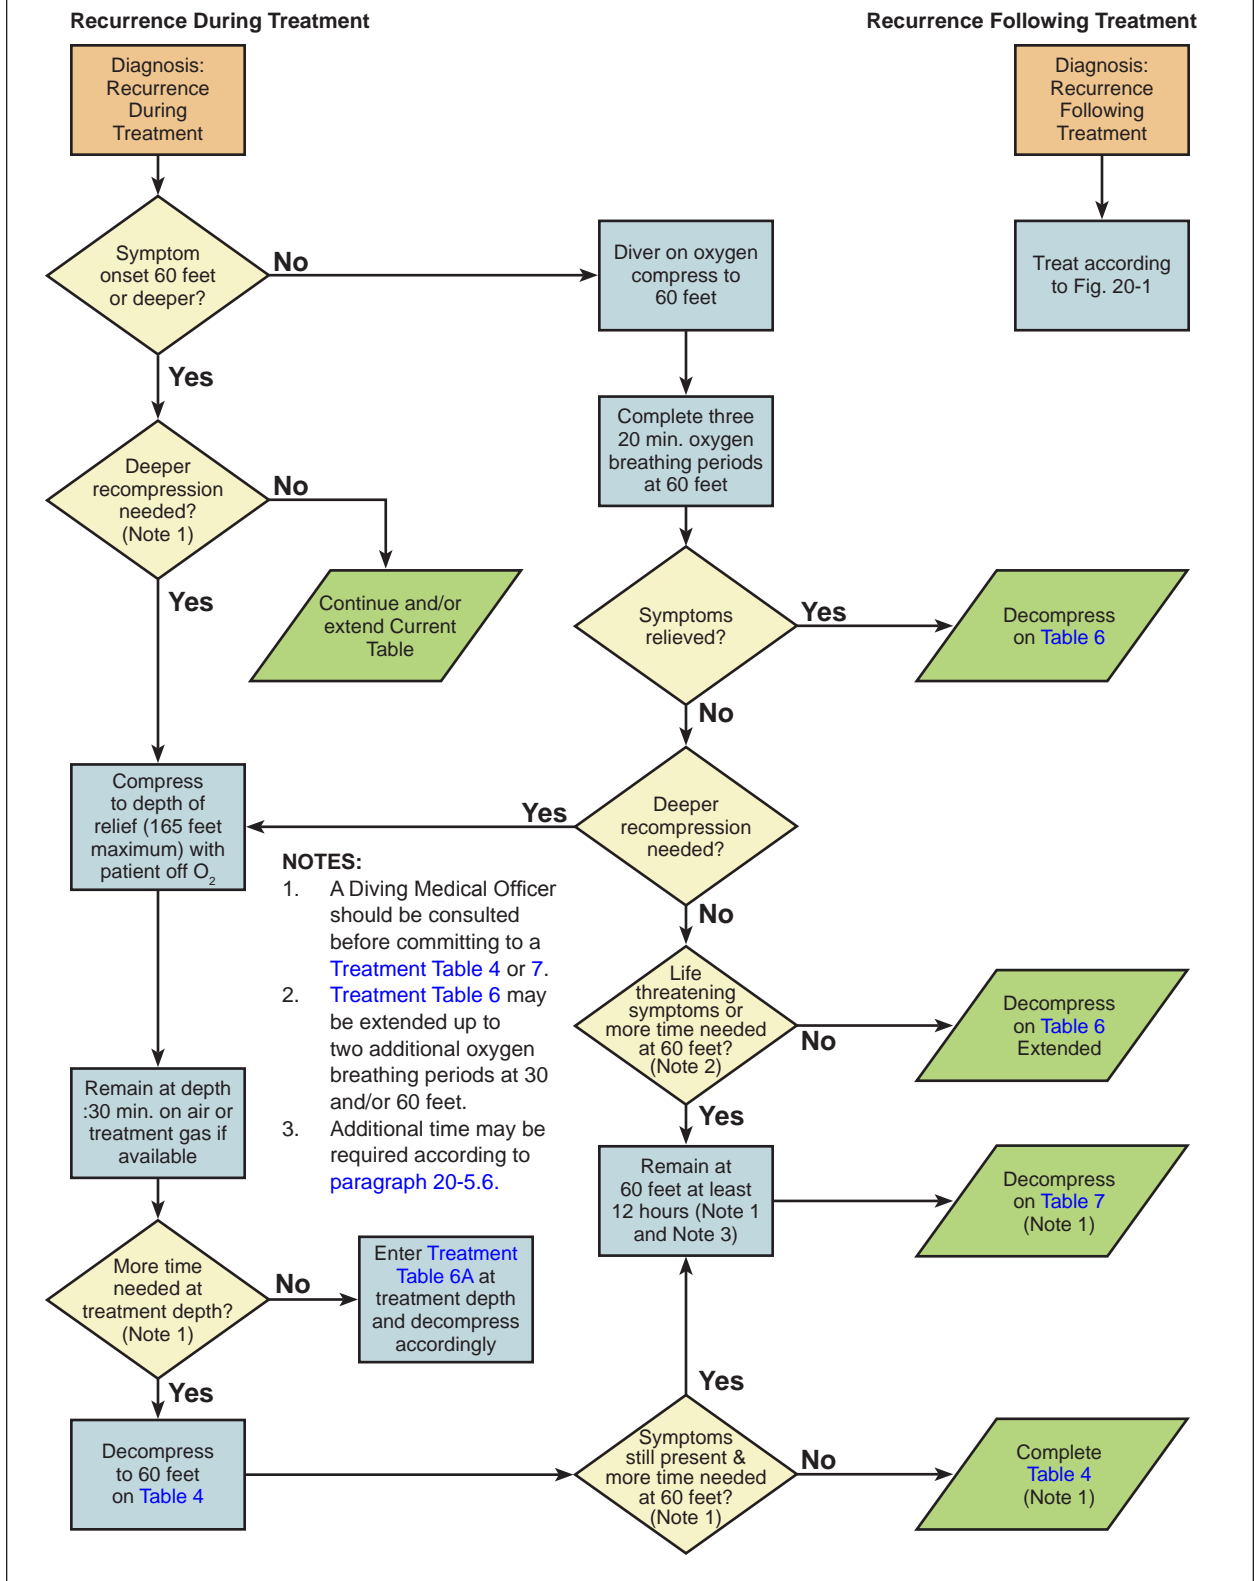 Recurrence During Treatment
Recurrence Following Treatment
Diagnosis:
Recurrence
During
Treatment
Diagnosis:
Recurrence
Following
Treatment
Symptom
onset 60 feet
or deeper?
No
Diver on oxygen
compress to
60 feet
Treat according
to Fig. 20-1
Yes
Complete three
20 min. oxygen
breathing periods
at 60 feet
Deeper
recompression
needed?
(Note 1)
No
Yes
Continue and/or
extend Current
Table
Symptoms
relieved?
Yes
Decompress
on Table 6
No
Compress
to depth of
relief (165 feet
maximum) with
patient off O2
Yes
Deeper
recompression
needed?
No
NOTES:
1. A Diving Medical Officer
should be consulted
before committing to a
Treatment Table 4 or 7.
2. Treatment Table 6 may
be extended up to
two additional oxygen
breathing periods at 30
and/or 60 feet.
3. Additional time may be
required according to
paragraph 20-5.6.
Life
threatening
symptoms or
more time needed
at 60 feet?
(Note 2)
No
Decompress
on Table 6
Extended
Yes
Remain at depth
:30 min. on air or
treatment gas if
available
Remain at
60 feet at least
12 hours (Note 1
and Note 3)
Decompress
on Table 7
(Note 1)
More time
needed at
treatment depth?
(Note 1)
No
Enter Treatment
Table 6A at
treatment depth
and decompress
accordingly
Yes
Yes
Decompress
to 60 feet
on Table 4
Symptoms
still present &
more time needed
at 60 feet?
(Note 1)
No
Complete
Table 4
(Note 1)